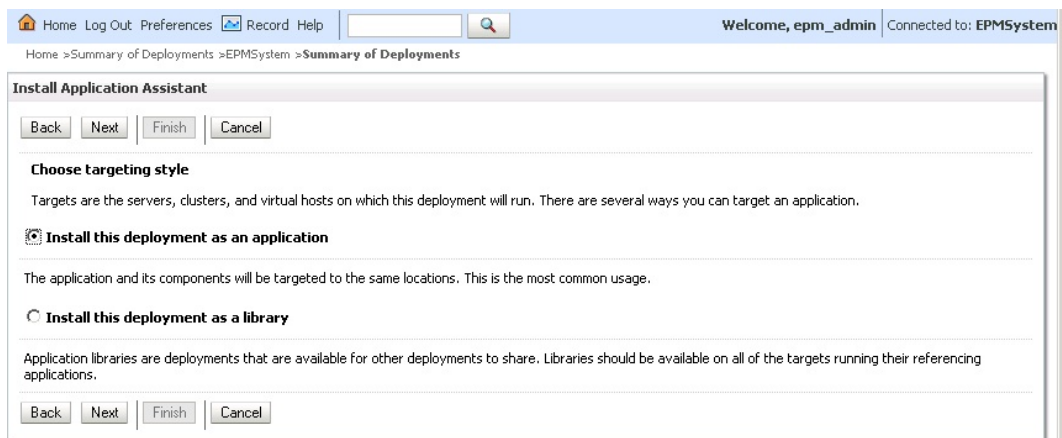 Home Log Out Preferences Record Help Welcome, epm_admin Connected to: EPMSystem
Home >Summary of Deployments >EPMSystem >Summary of Deployments
Install Application Assistant
Back Next Finish Cancel
Choose targeting style
Targets are the servers, clusters, and virtual hosts on which this deployment will run. There are several ways you can target an application.
Install this deployment as an application
The application and its components will be targeted to the same locations. This is the most common usage.
Install this deployment as a library
Application libraries are deployments that are available for other deployments to share. Libraries should be available on all of the targets running their referencing
applications.
Back Next Finish Cancel